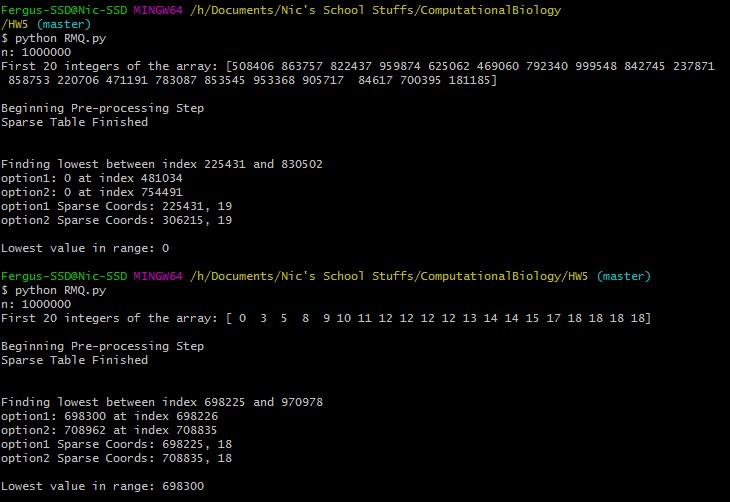 Fergus-SSD@Nic-SSD MINGW64 /h/Documents/Nic's School Stuffs/ComputationalBiology
/HW5 (master)
$ python RMQ.py
n: 1000000
First 20 integers of the array: [508406 863757 822437 959874 625062 469060 792340 999548 842745 237871
858753 220706 471191 783087 853545 953368 905717  84617 700395 181185]
Beginning Pre-processing Step
Sparse Table Finished
Finding lowest between index 225431 and 830502
option1: 0 at index 481034
option2: 0 at index 754491
option1 Sparse Coords: 225431, 19
option2 Sparse Coords: 306215, 19
Lowest value in range: 0
Fergus-SSD@Nic-SSD MINGW64 /h/Documents/Nic's School Stuffs/ComputationalBiology/HW5 (master)
$ python RMQ.py
n: 1000000
First 20 integers of the array: [ 0  3  5  8  9 10 11 12 12 12 12 13 14 14 15 17 18 18 18 18]
Beginning Pre-processing Step
Sparse Table Finished
Finding lowest between index 698225 and 970978
option1: 698300 at index 698226
option2: 708962 at index 708835
option1 Sparse Coords: 698225, 18
option2 Sparse Coords: 708835, 18
Lowest value in range: 698300